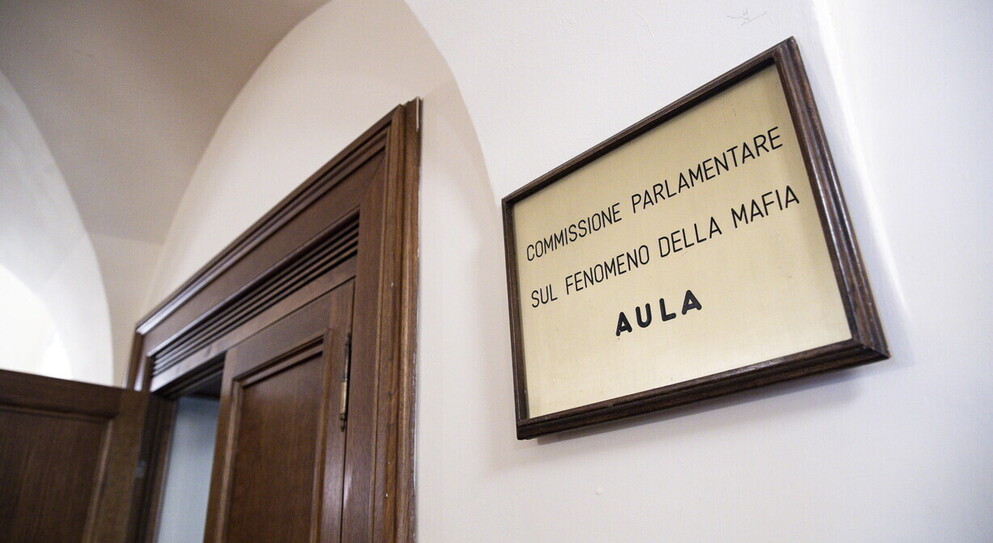 COMMISSIONE PARLAMENTARE
SUL FENOMENO DELLA MAFIA
AULA